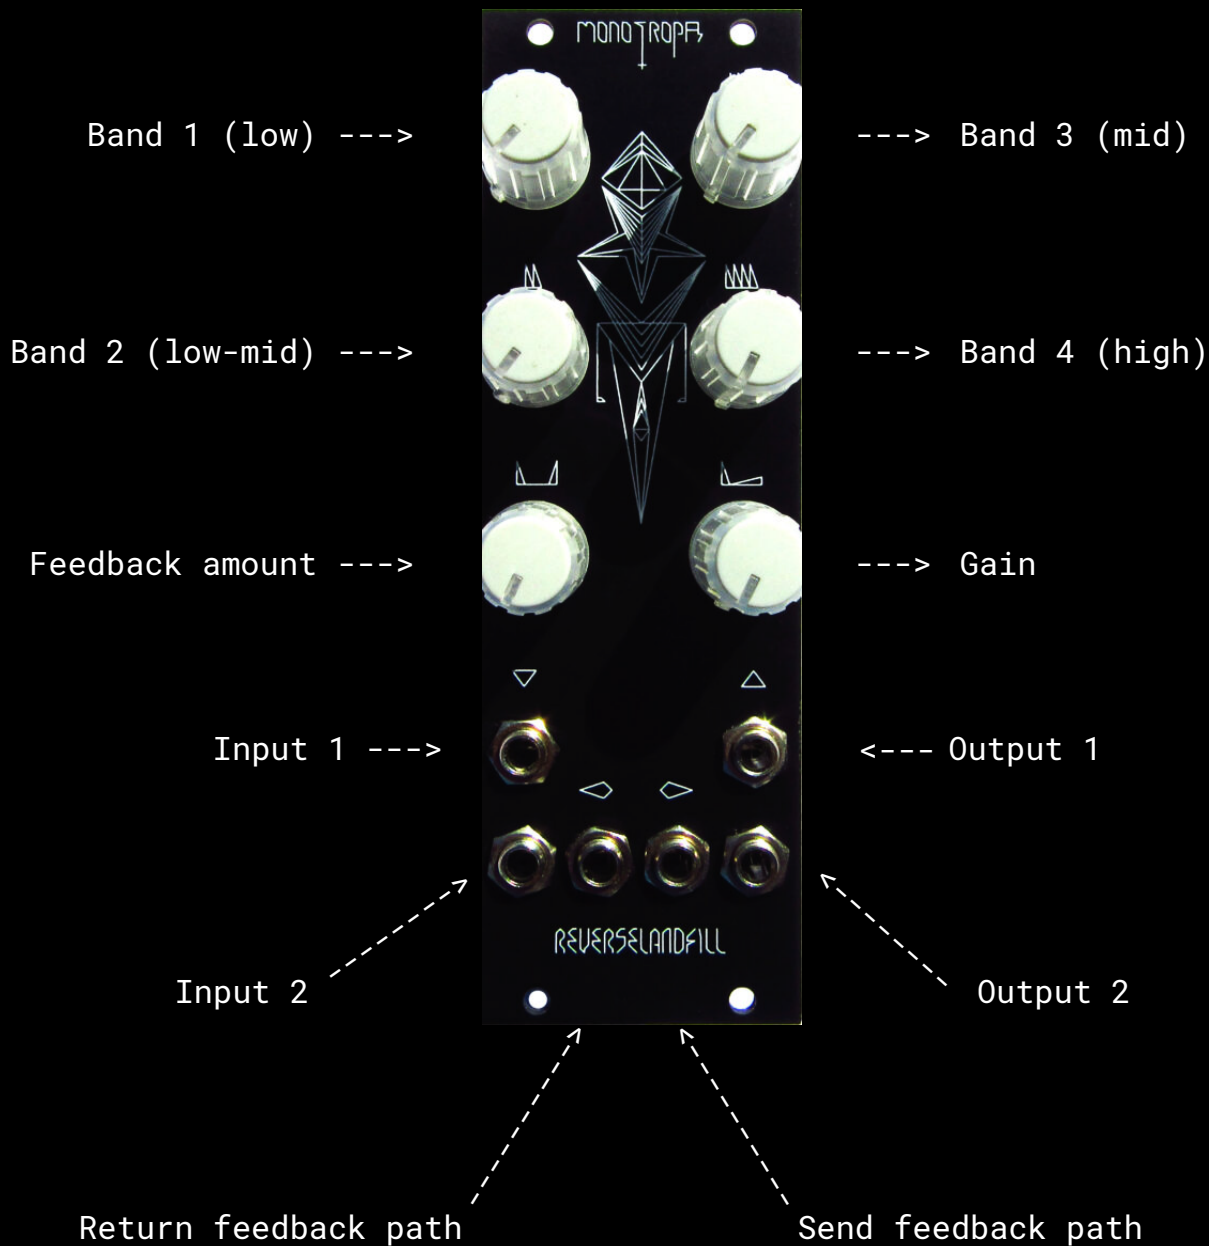 MONOTROPA
Band 1 (low) --->
---> Band 3 (mid)
Band 2 (low-mid) --->
---> Band 4 (high)
Feedback amount --->
---> Gain
Input 1 --->
<--- Output 1
REVERSELANDFILL
Input 2
Output 2
Return feedback path
Send feedback path